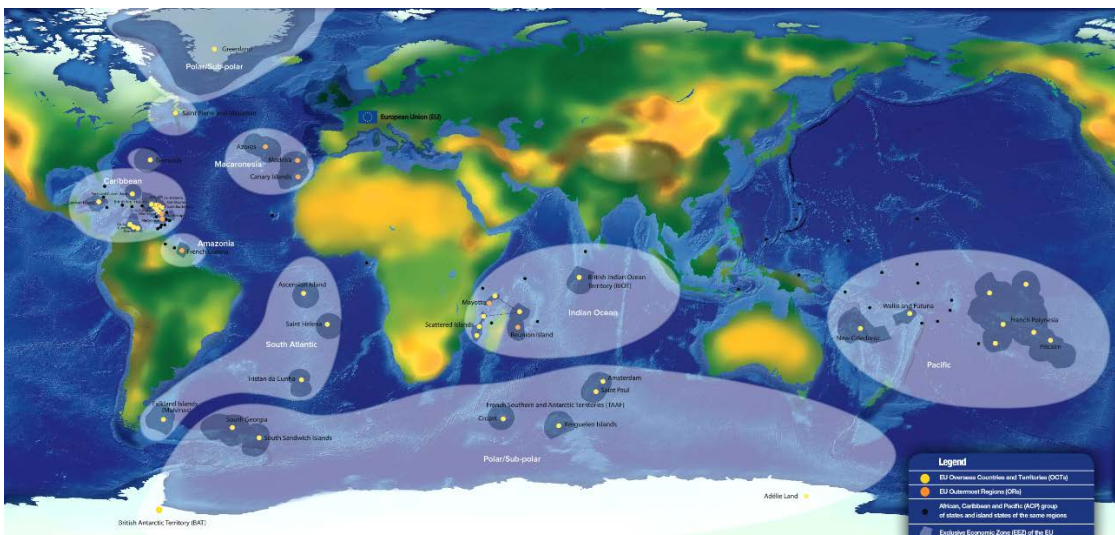 Greenland
Polar/Sub-polar
Saint Pierre and Miquelon
European Union (EU)
Azores
Madeira
Macaronesia
Canary Islands
Bermuda
Caribbean
Amazonia
French Guiana
Ascension Island
Saint Helena
South Atlantic
Tristan da Cunha
Falkland Islands
(Malvinas)
South Georgia
South Sandwich Islands
British Indian Ocean
Territory (BIOT)
Mayotte
Scattered Islands
Reunion Island
Indian Ocean
Wallis and Futuna
New Caledonia
French Polynesia
Pitcairn
Pacific
Amsterdam
Saint Paul
French Southern and Antarctic Territories (TAAF)
Crozet
Kerguelen Islands
Polar/Sub-polar
Adélie Land
British Antarctic Territory (BAT)
Legend
EU Overseas Countries and Territories (OCTs)
EU Outermost Regions (ORs)
African, Caribbean and Pacific (ACP) group
of states and island states of the same regions
Exclusive Economic Zone (EEZ) of the EU